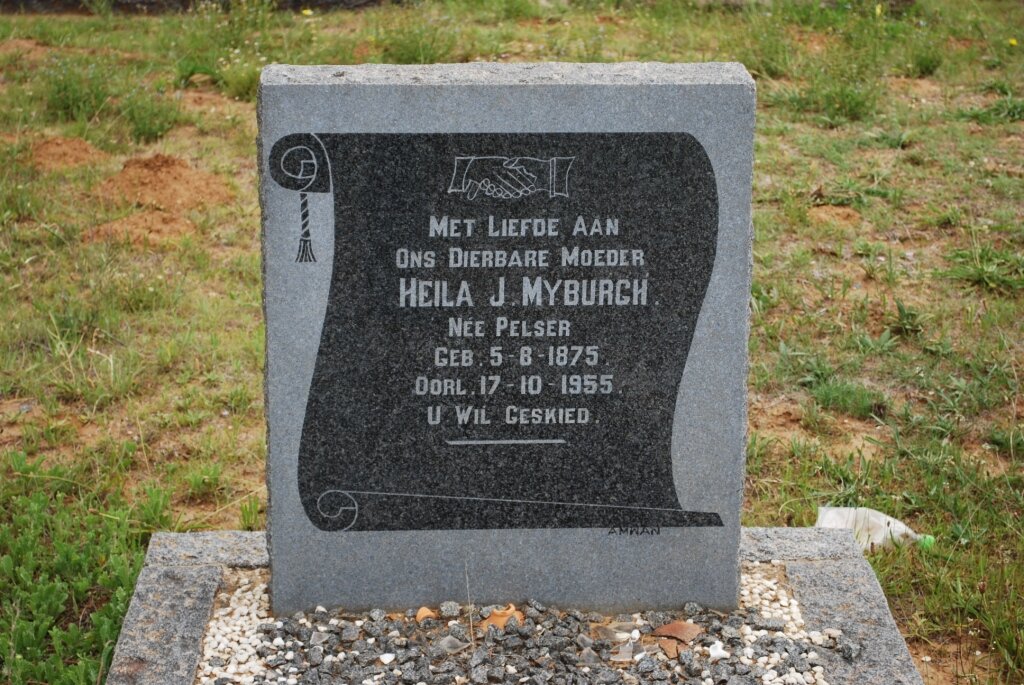 MET LIEFDE AAN
ONS DIERBARE MOEDER
HEILA J. MYBURGH.
NÉE PELSER
GEB. 5-8-1875
OORL. 17-10-1955.
U WIL GESKIED.
AMWAN